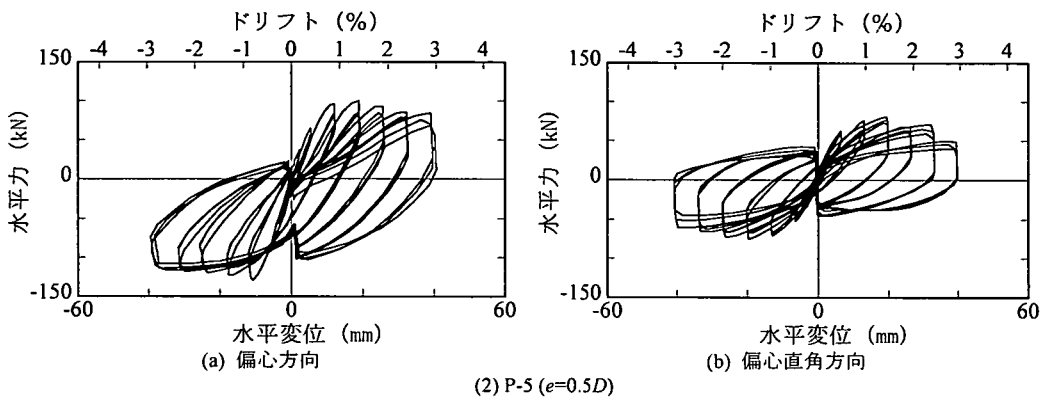 ドリフト (%)
-4 -3 -2 -1 0 1 2 3 4
150
0
-150
水平力 (kN)
-60 0 60
水平変位 (mm)
(a) 偏心方向
ドリフト (%)
-4 -3 -2 -1 0 1 2 3 4
150
0
-150
水平力 (kN)
-60 0 60
水平変位 (mm)
(b) 偏心直角方向
(2) P-5 (e=0.5D)